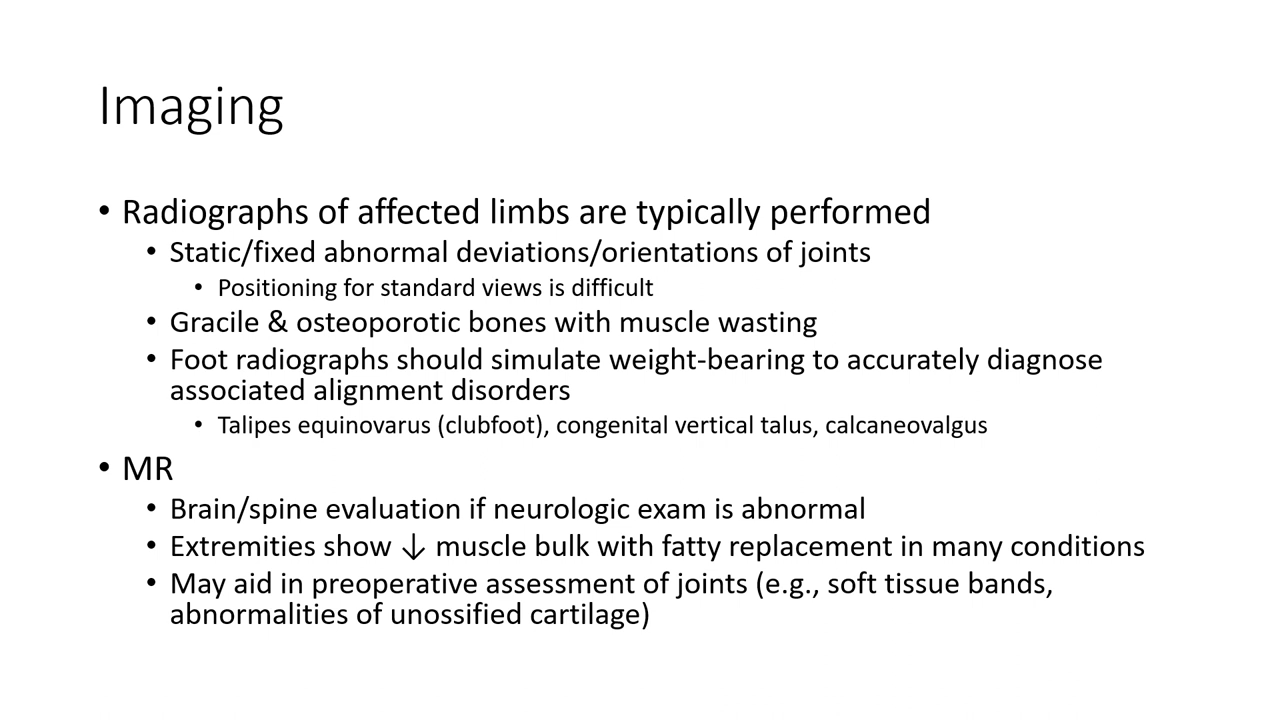 Imaging
• Radiographs of affected limbs are typically performed
• Static/fixed abnormal deviations/orientations of joints
• Positioning for standard views is difficult
• Gracile & osteoporotic bones with muscle wasting
• Foot radiographs should simulate weight-bearing to accurately diagnose
associated alignment disorders
• Talipes equinovarus (clubfoot), congenital vertical talus, calcaneovalgus
• MR
• Brain/spine evaluation if neurologic exam is abnormal
• Extremities show ↓ muscle bulk with fatty replacement in many conditions
• May aid in preoperative assessment of joints (e.g., soft tissue bands,
abnormalities of unossified cartilage)